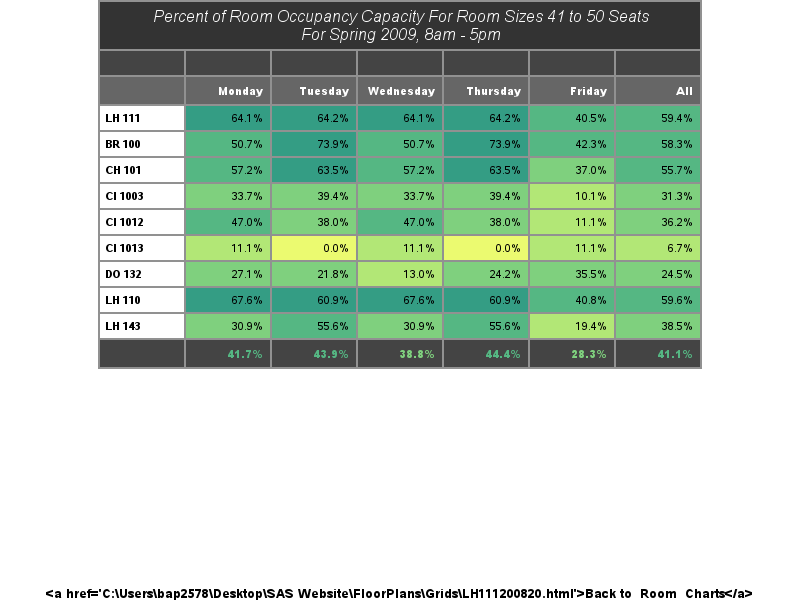 Percent of Room Occupancy Capacity For Room Sizes 41 to 50 Seats
For Spring 2009, 8am - 5pm
Monday Tuesday Wednesday Thursday Friday All
LH 111 64.1% 64.2% 64.1% 64.2% 40.5% 59.4%
BR 100 50.7% 73.9% 50.7% 73.9% 42.3% 58.3%
CH 101 57.2% 63.5% 57.2% 63.5% 37.0% 55.7%
CI 1003 33.7% 39.4% 33.7% 39.4% 10.1% 31.3%
CI 1012 47.0% 38.0% 47.0% 38.0% 11.1% 36.2%
CI 1013 11.1% 0.0% 11.1% 0.0% 11.1% 6.7%
DO 132 27.1% 21.8% 13.0% 24.2% 35.5% 24.5%
LH 110 67.6% 60.9% 67.6% 60.9% 40.8% 59.6%
LH 143 30.9% 55.6% 30.9% 55.6% 19.4% 38.5%
41.7% 43.9% 38.8% 44.4% 28.3% 41.1%
<a href='C:\Users\bap2578\Desktop\SAS Website\FloorPlans\Grids\LH111200820.html'>Back to Room Charts</a>